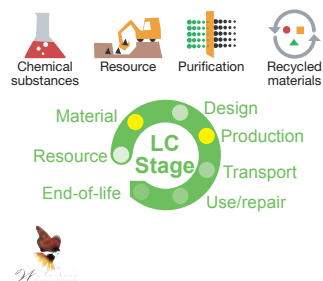 Chemical
substances
Resource
Purification
Recycled
materials
Design
Material
Production
LC
Stage
Resource
Transport
End-of-life
Use/repair